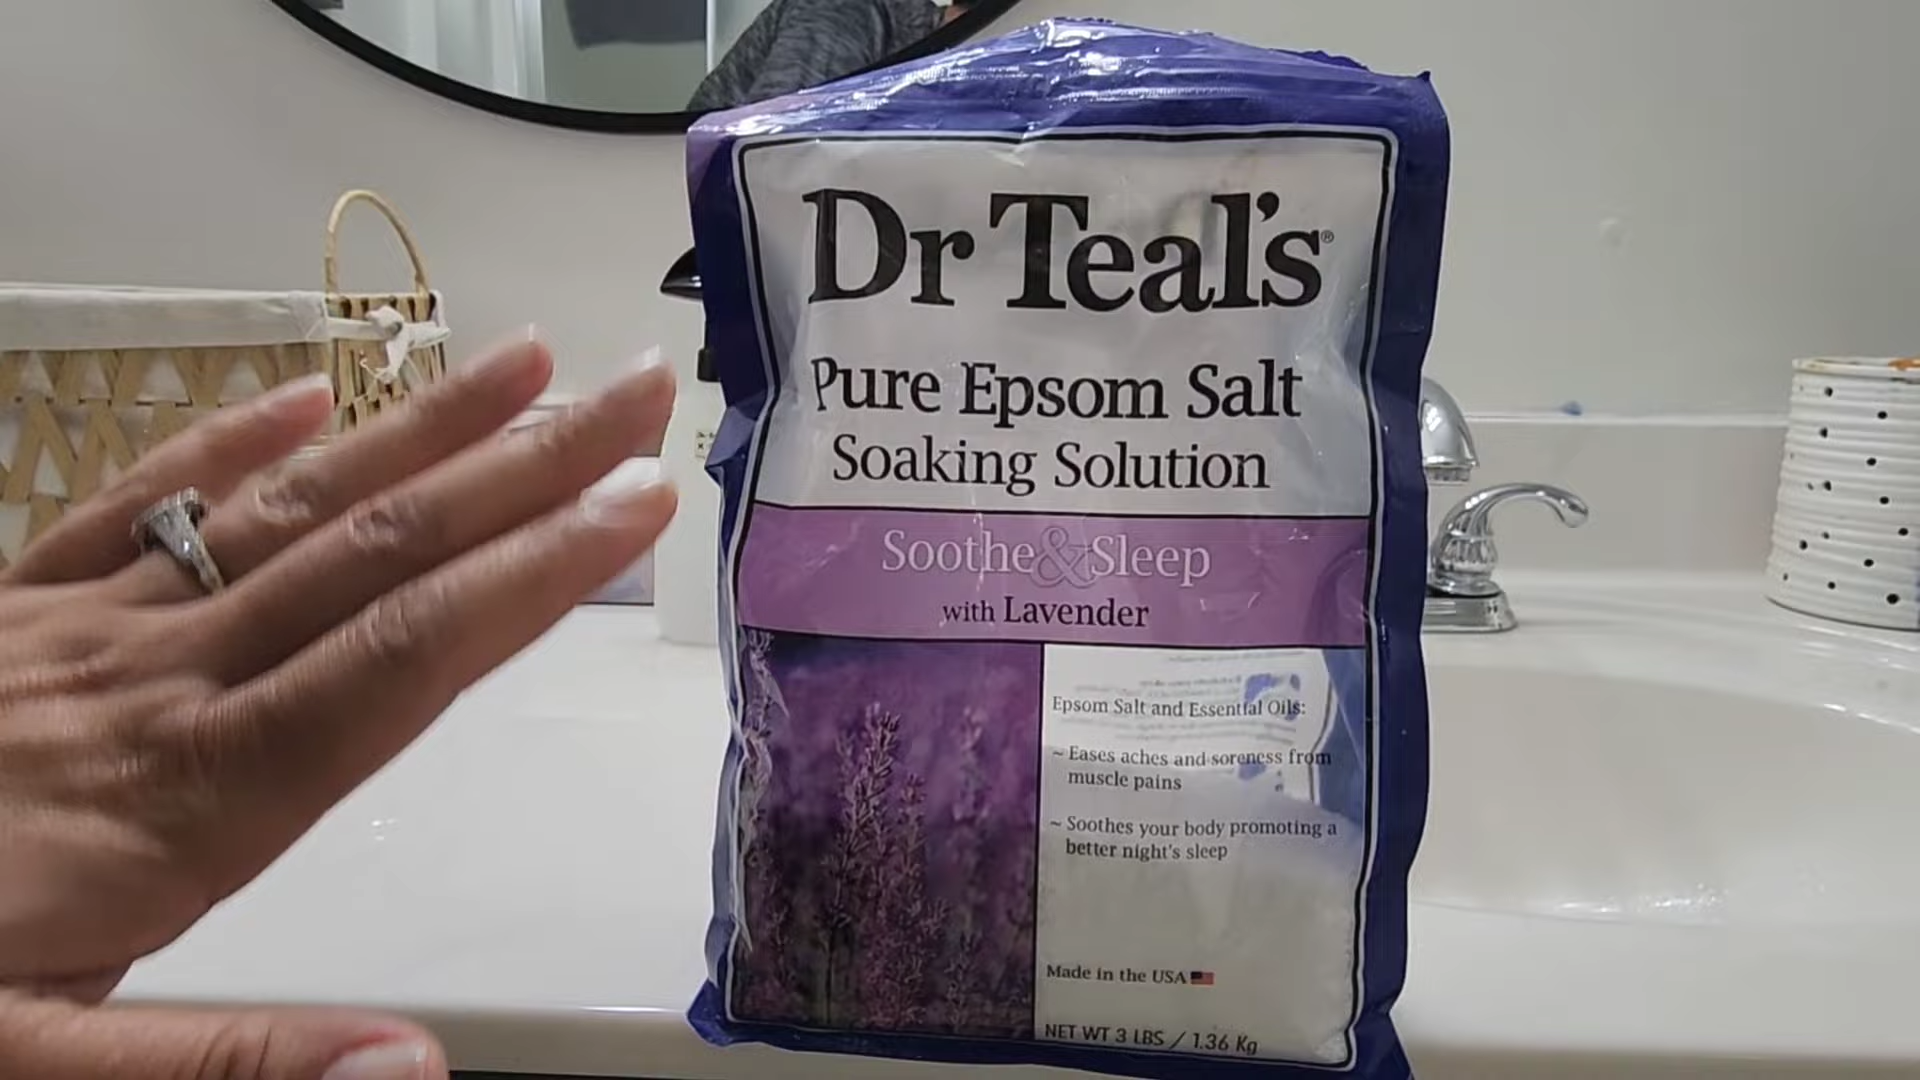 Dr Teal's®
Pure Epsom Salt
Soaking Solution
Soothe & Sleep
with Lavender
Epsom Salt and Essential Oils:
~ Eases aches and soreness from
muscle pains
~ Soothes your body promoting a
better night's sleep
Made in the USA
NET WT 3 LBS / 1.36 Kg